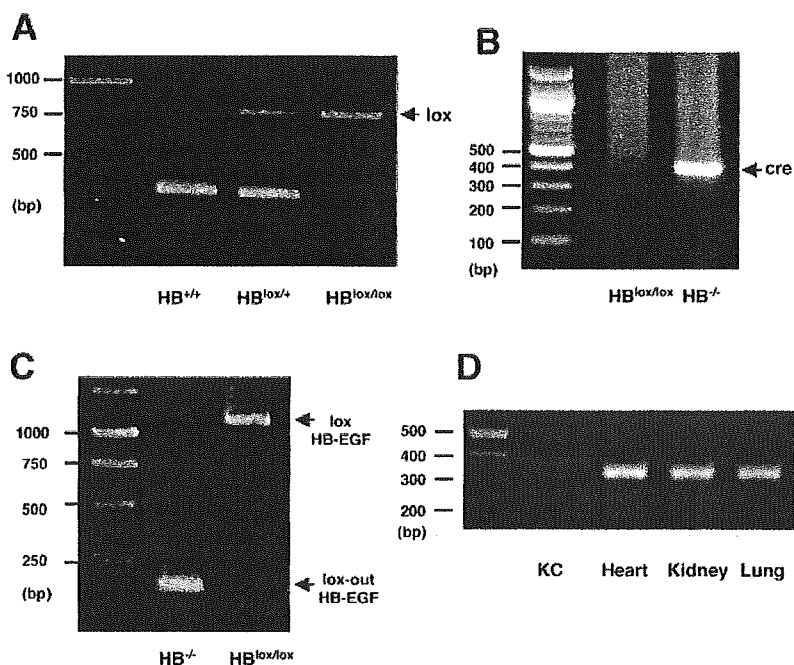 A
1000
750
500
(bp)
lox
HB+/+
HBlox/+
HBlox/lox
B
500
400
300
200
100
(bp)
cre
HBlox/lox
HB-/-
C
1000
750
500
250
(bp)
lox
HB-EGF
lox-out
HB-EGF
HB-/-
HBlox/lox
D
500
400
300
200
(bp)
KC
Heart
Kidney
Lung